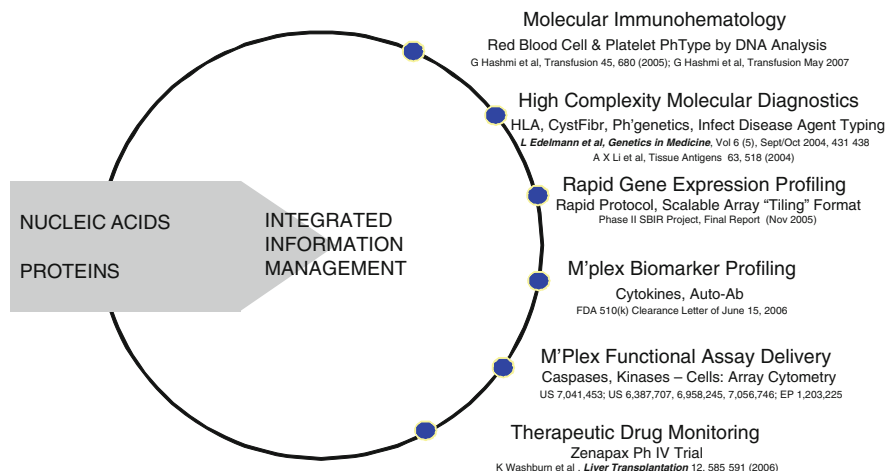 Molecular Immunohematology
Red Blood Cell & Platelet PhType by DNA Analysis
G Hashmi et al, Transfusion 45, 680 (2005); G Hashmi et al, Transfusion May 2007
High Complexity Molecular Diagnostics
HLA, CystFibr, Ph'genetics, Infect Disease Agent Typing
L Edelmann et al, Genetics in Medicine, Vol 6 (5), Sept/Oct 2004, 431 438
A X Li et al, Tissue Antigens 63, 518 (2004)
Rapid Gene Expression Profiling
Rapid Protocol, Scalable Array "Tiling" Format
Phase II SBIR Project, Final Report (Nov 2005)
NUCLEIC ACIDS
PROTEINS
INTEGRATED
INFORMATION
MANAGEMENT
M'plex Biomarker Profiling
Cytokines, Auto-Ab
FDA 510(k) Clearance Letter of June 15, 2006
M'Plex Functional Assay Delivery
Caspases, Kinases – Cells: Array Cytometry
US 7,041,453; US 6,387,707, 6,958,245, 7,056,746; EP 1,203,225
Therapeutic Drug Monitoring
Zenapax Ph IV Trial
K Washburn et al , Liver Transplantation 12, 585 591 (2006)